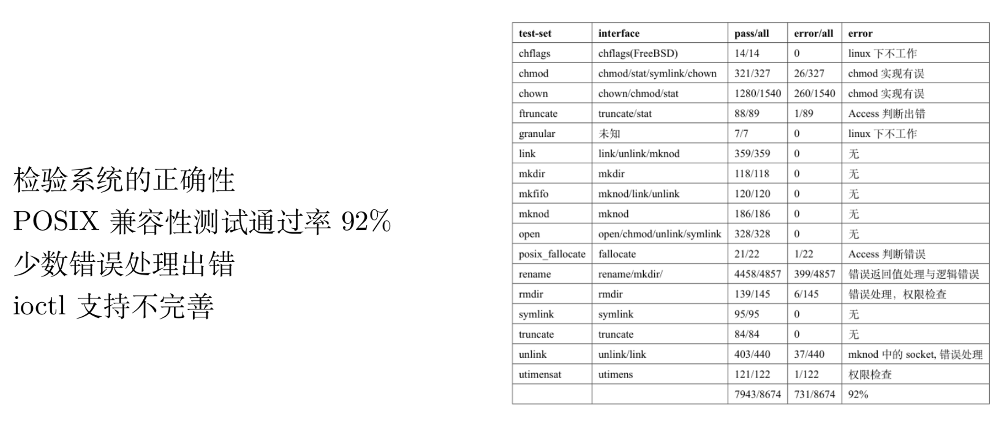 检验系统的正确性
POSIX 兼容性测试通过率 92%
少数错误处理出错
ioctl 支持不完善
test-set interface pass/all error/all error
chflags chflags(FreeBSD) 14/14 0 linux 下不工作
chmod chmod/stat/symlink/chown 321/327 26/327 chmod 实现有误
chown chown/chmod/stat 1280/1540 260/1540 chmod 实现有误
ftruncate truncate/stat 88/89 1/89 Access 判断出错
granular 未知 7/7 0 linux 下不工作
link link/unlink/mknod 359/359 0 无
mkdir mkdir 118/118 0 无
mkfifo mknod/link/unlink 120/120 0 无
mknod mknod 186/186 0 无
open open/chmod/unlink/symlink 328/328 0 无
posix_fallocate fallocate 21/22 1/22 Access 判断错误
rename rename/mkdir/ 4458/4857 399/4857 错误返回值处理与逻辑错误
rmdir rmdir 139/145 6/145 错误处理，权限检查
symlink symlink 95/95 0 无
truncate truncate 84/84 0 无
unlink unlink/link 403/440 37/440 mknod 中的 socket, 错误处理
utimensat utimens 121/122 1/122 权限检查
7943/8674 731/8674 92%